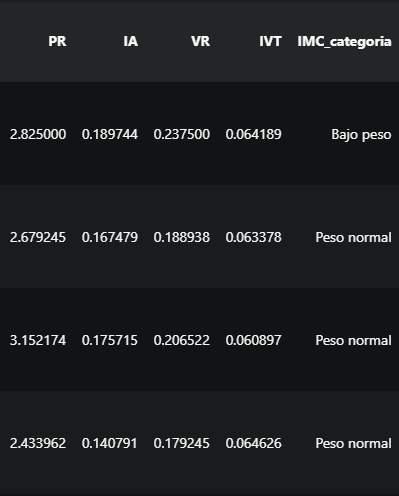 PR IA VR IVT IMC_categoria
2.825000 0.189744 0.237500 0.064189 Bajo peso
2.679245 0.167479 0.188938 0.063378 Peso normal
3.152174 0.175715 0.206522 0.060897 Peso normal
2.433962 0.140791 0.179245 0.064626 Peso normal